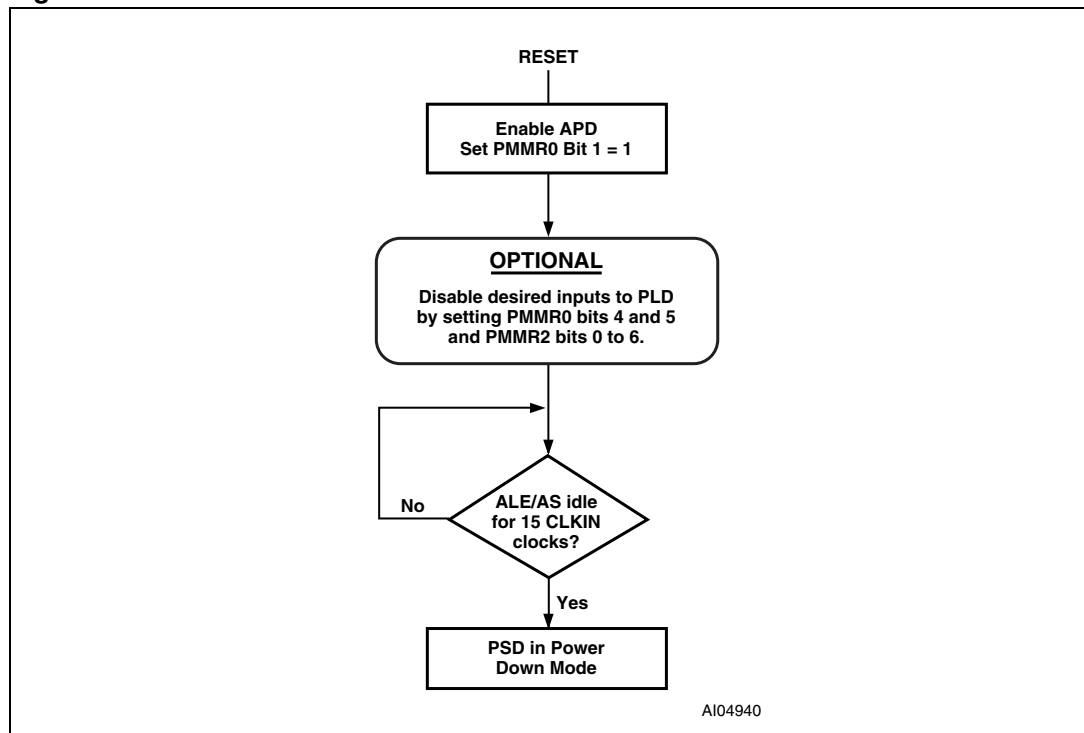 RESET
Enable APD
Set PMMR0 Bit 1 = 1
OPTIONAL
Disable desired inputs to PLD
by setting PMMR0 bits 4 and 5
and PMMR2 bits 0 to 6.
No
ALE/AS idle
for 15 CLKIN
clocks?
Yes
PSD in Power
Down Mode
AI04940